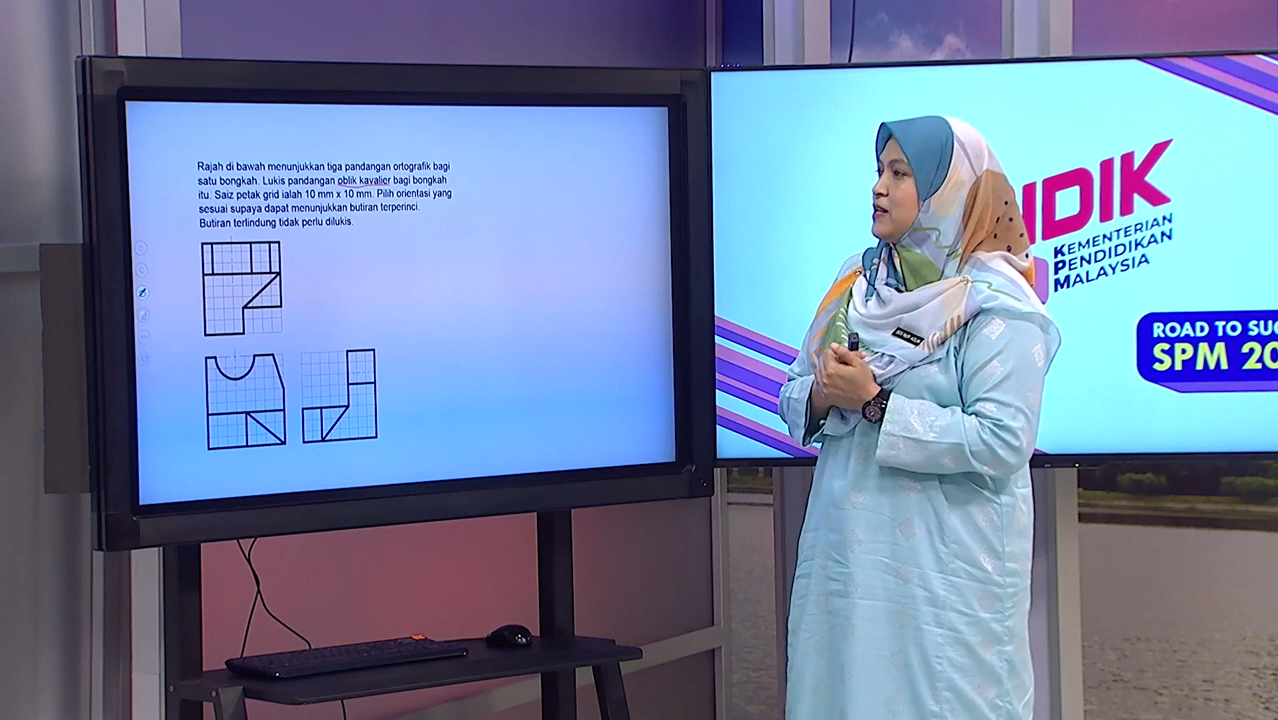 Rajah di bawah menunjukkan tiga pandangan ortografik bagi
satu bongkah. Lukis pandangan oblik kavalier bagi bongkah
itu. Saiz petak grid ialah 10 mm x 10 mm. Pilih orientasi yang
sesuai supaya dapat menunjukkan butiran terperinci.
Butiran terlindung tidak perlu dilukis.
IDIK
KEMENTERIAN
PENDIDIKAN
MALAYSIA
ROAD TO SUC
SPM 20